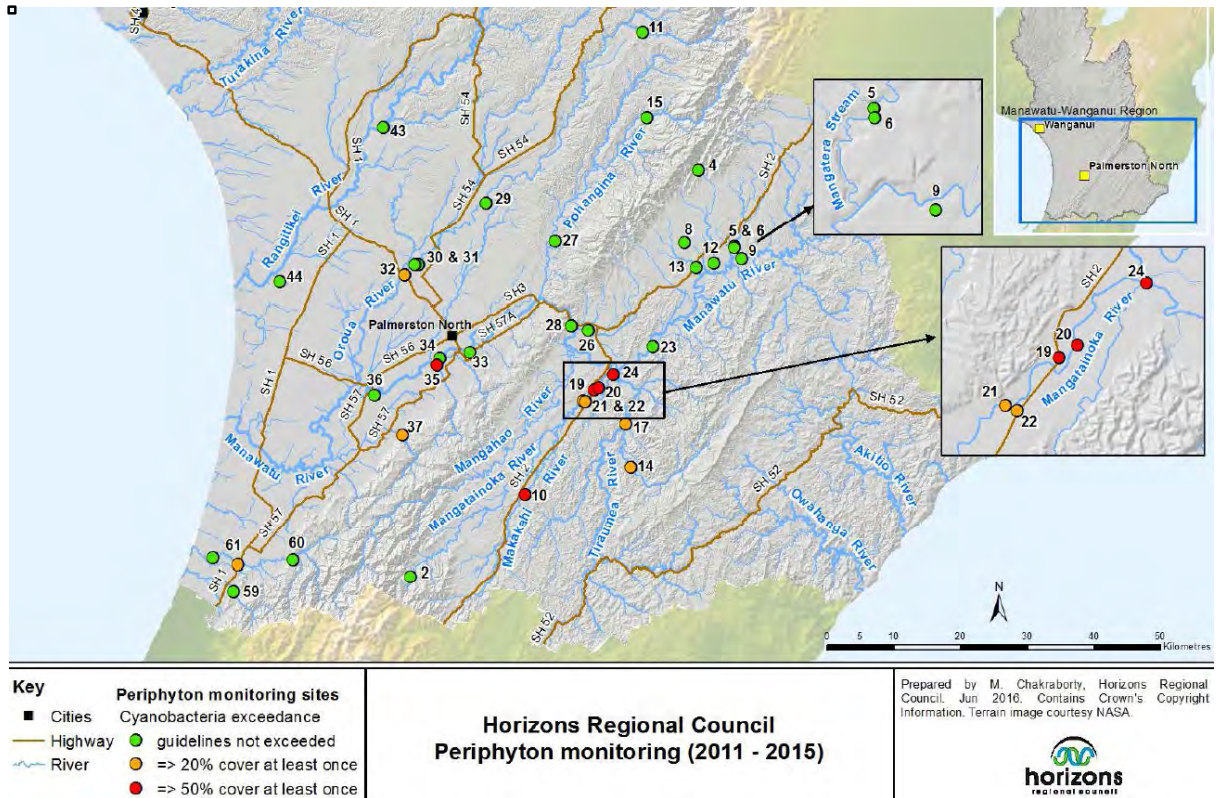 SH 4
Turakina River
11
SH 54
15
43
SH 1
Pohangina River
4
SH 2
SH 54
29
SH 54
Rangitikei River
SH 1
27
8
5 & 6
12
9
13
Manawatu River
30 & 31
32
44
SH 1
Oroua River
SH3
SH 57A
Palmerston North
28
26
23
SH 56
34
33
35
SH 56
36
SH 57
SH 57
24
19
20
21 & 22
17
37
14
SH 1
Manawatu River
Mangahao River
Mangatainoka River
SH 2
10
Makakahi River
Tiraumea River
SH 52
SH 52
Akitio River
Owahanga River
SH 57
61
60
59
SH 1
2
SH 52
5
6
Mangatera Stream
9
Manawatu-Wanganui Region
Wanganui
Palmerston North
SH 2
24
20
19
Mangatainoka River
21
22
N
0 5 10 20 30 40 50
Kilometres
Key
Cities
Highway
River
Periphyton monitoring sites
Cyanobacteria exceedance
guidelines not exceeded
=> 20% cover at least once
=> 50% cover at least once
Horizons Regional Council
Periphyton monitoring (2011 - 2015)
Prepared by M. Chakraborty, Horizons Regional
Council. Jun 2016. Contains Crown's Copyright
Information. Terrain image courtesy NASA.
horizons
regional council